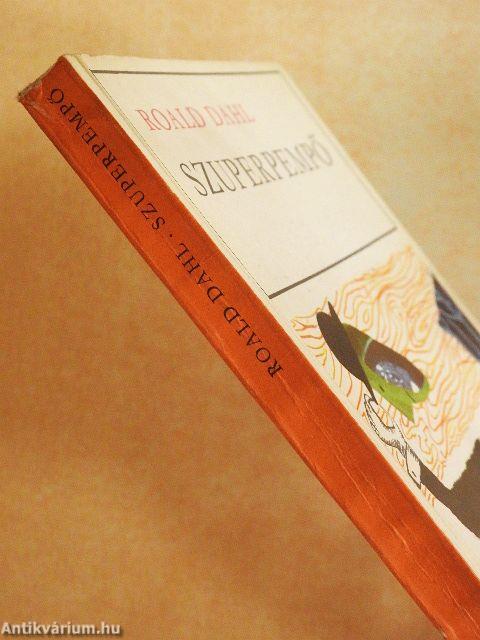 ROALD DAHL
SZUPERPEMPŐ
ROALD DAHL · SZUPERPEMPŐ
Antikvárium.hu